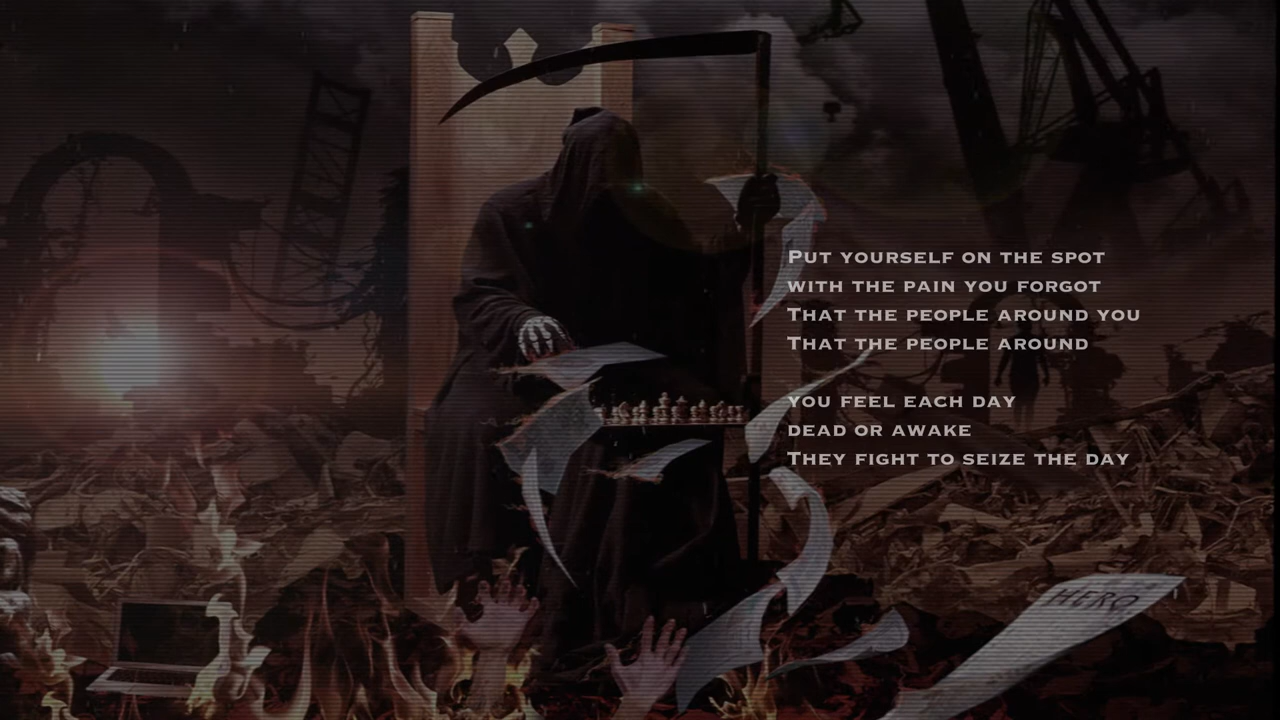 Put yourself on the spot
with the pain you forgot
That the people around you
That the people around
you feel each day
dead or awake
They fight to seize the day
HERO